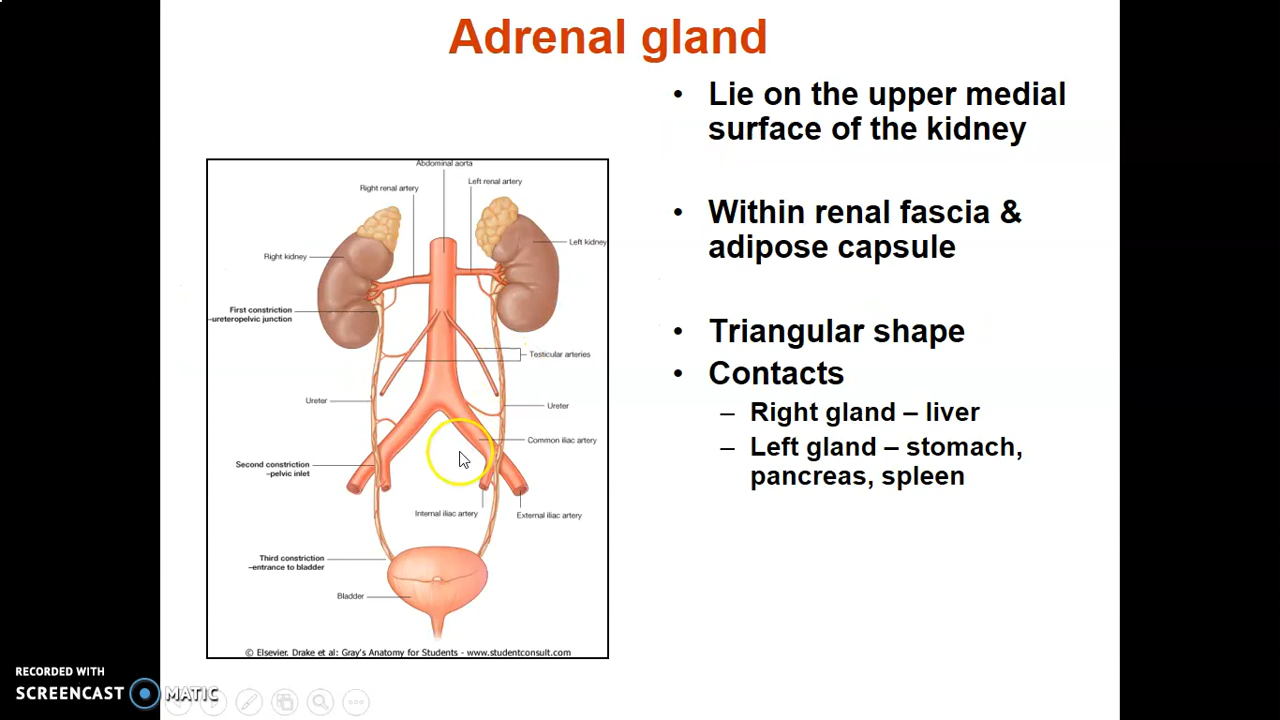 Adrenal gland
• Lie on the upper medial
surface of the kidney
• Within renal fascia &
adipose capsule
• Triangular shape
• Contacts
– Right gland – liver
– Left gland – stomach,
pancreas, spleen
Abdominal aorta
Right renal artery
Left renal artery
Left kidney
Right kidney
First constriction
–ureteropelvic junction
Testicular arteries
Ureter
Ureter
Common iliac artery
Second constriction
–pelvic inlet
Internal iliac artery
External iliac artery
Third constriction
–entrance to bladder
Bladder
© Elsevier. Drake et al: Gray's Anatomy for Students - www.studentconsult.com
RECORDED WITH
SCREENCAST MATIC